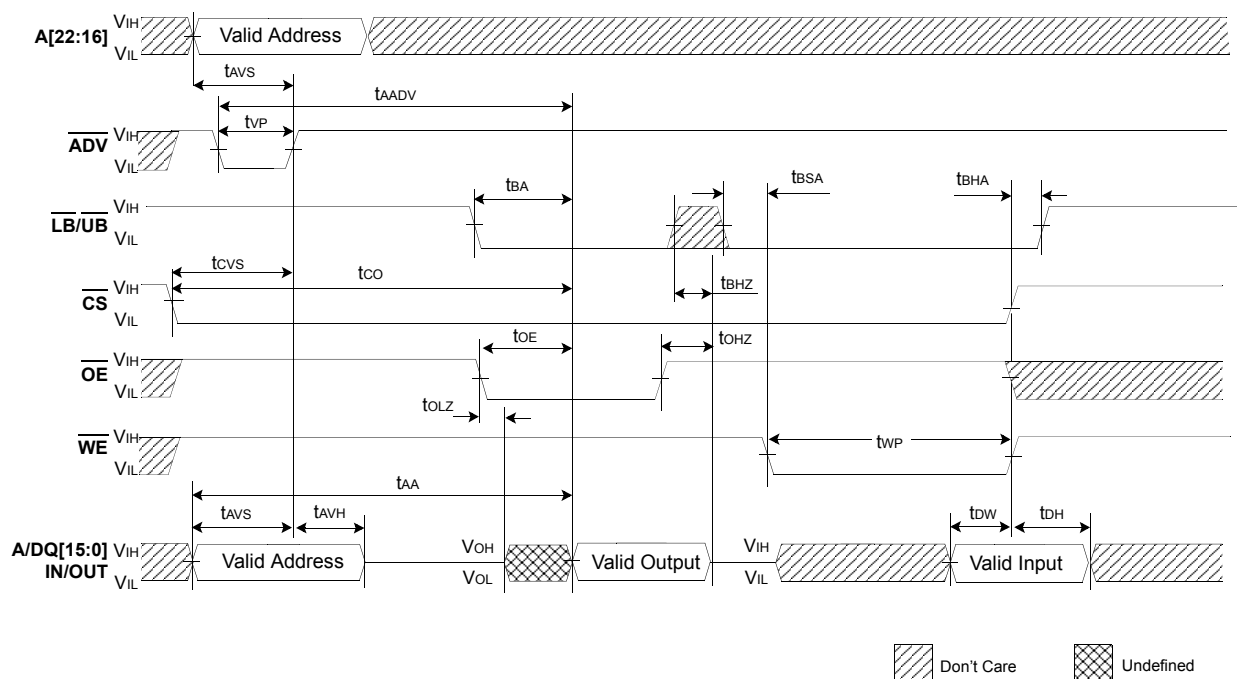 A[22:16] VIH Valid Address
VIL
tAVS
tAADV
ADV VIH tVP
VIL
tBA tBSA tBHA
LB/UB VIH
VIL
tCVS tCO tBHZ
CS VIH
VIL
tOE tOHZ
OE VIH
VIL
tOLZ
WE VIH tWP
VIL
tAA
tAVS tAVH tDW tDH
A/DQ[15:0] VIH Valid Address VOH Valid Output VIH Valid Input
IN/OUT VIL VOL VIL
Don't Care Undefined